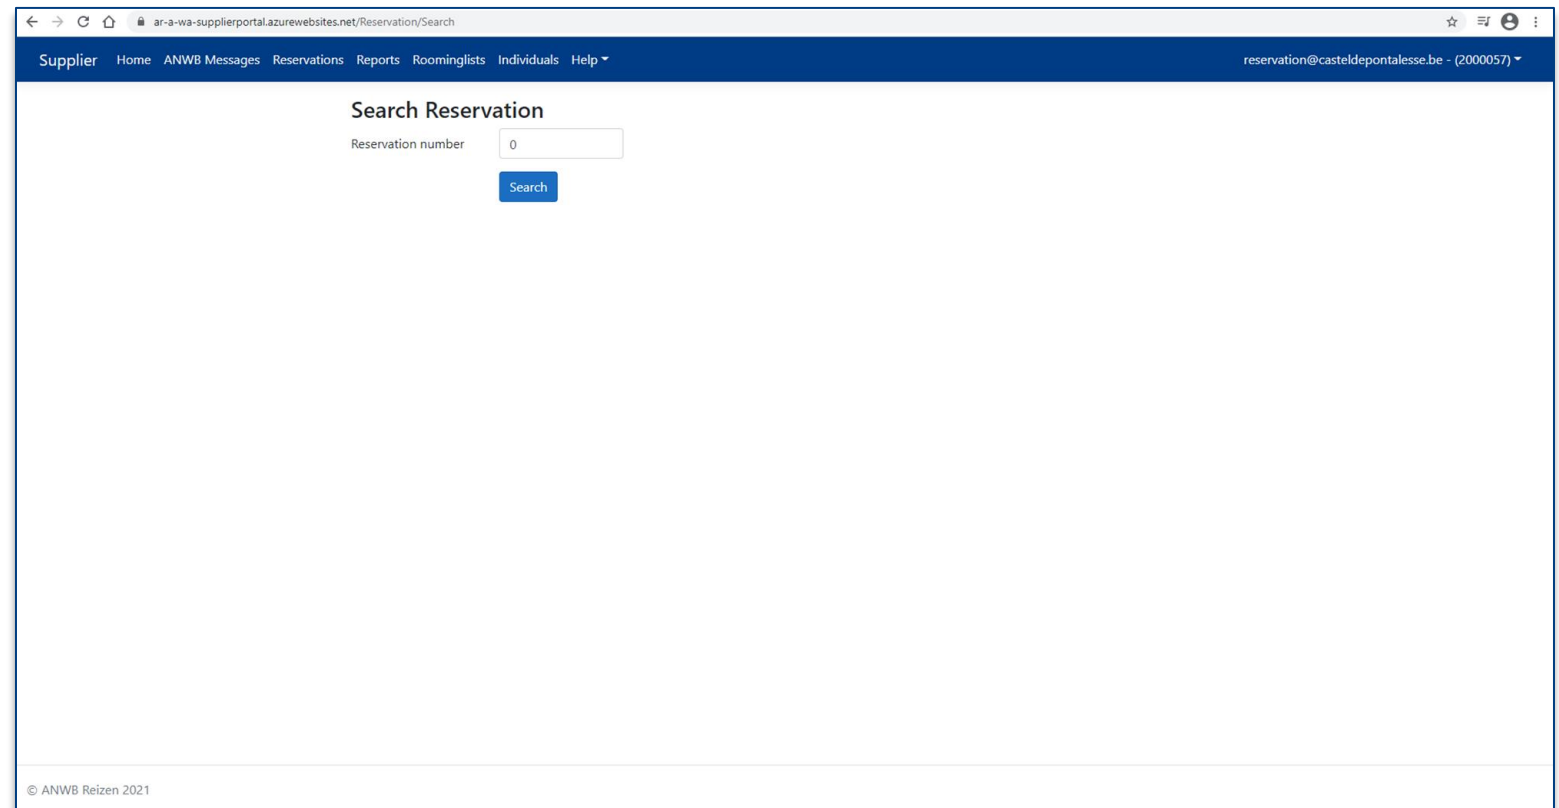 ar-a-wa-supplierportal.azurewebsites.net/Reservation/Search
Supplier Home ANWB Messages Reservations Reports Roominglists Individuals Help reservation@casteldepontalesse.be - (2000057)
Search Reservation
Reservation number 0
Search
© ANWB Reizen 2021